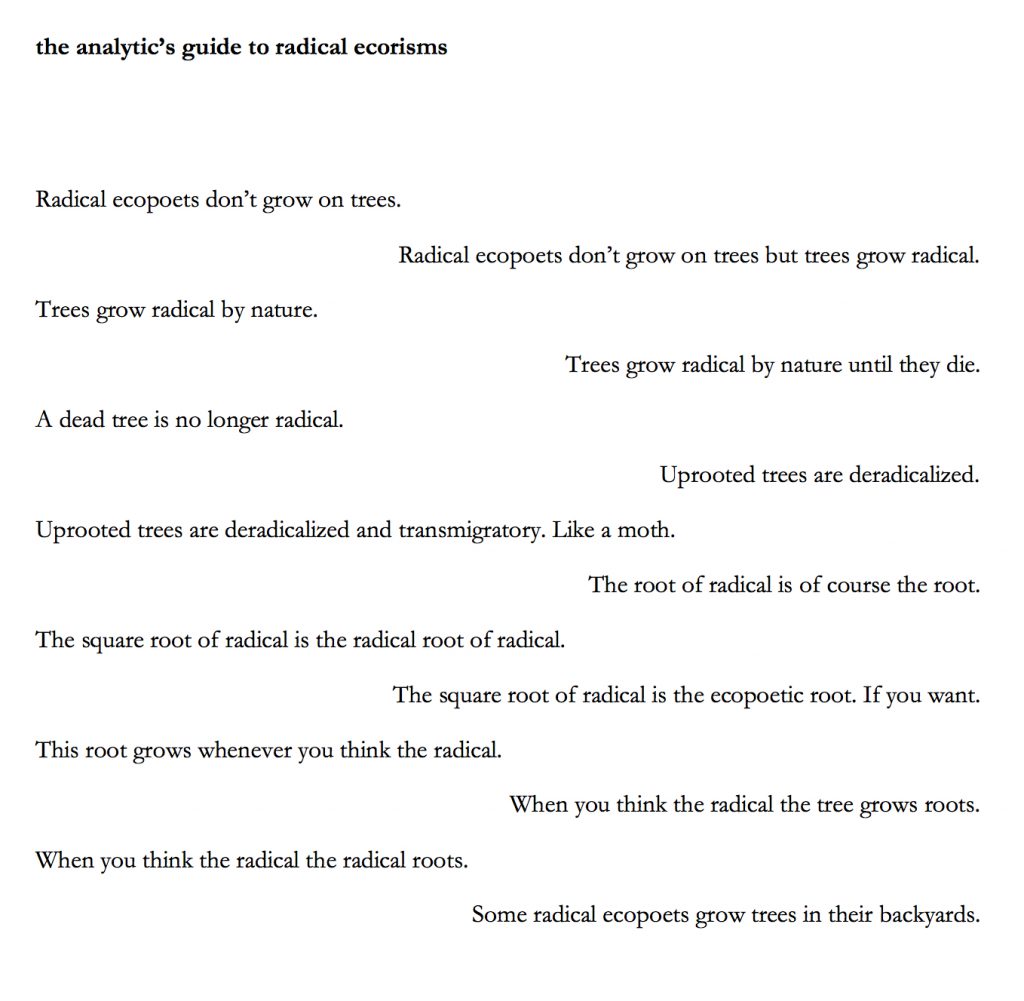 the analytic’s guide to radical ecorisms
Radical ecopoets don’t grow on trees.
Radical ecopoets don’t grow on trees but trees grow radical.
Trees grow radical by nature.
Trees grow radical by nature until they die.
A dead tree is no longer radical.
Uprooted trees are deradicalized.
Uprooted trees are deradicalized and transmigratory. Like a moth.
The root of radical is of course the root.
The square root of radical is the radical root of radical.
The square root of radical is the ecopoetic root. If you want.
This root grows whenever you think the radical.
When you think the radical the tree grows roots.
When you think the radical the radical roots.
Some radical ecopoets grow trees in their backyards.